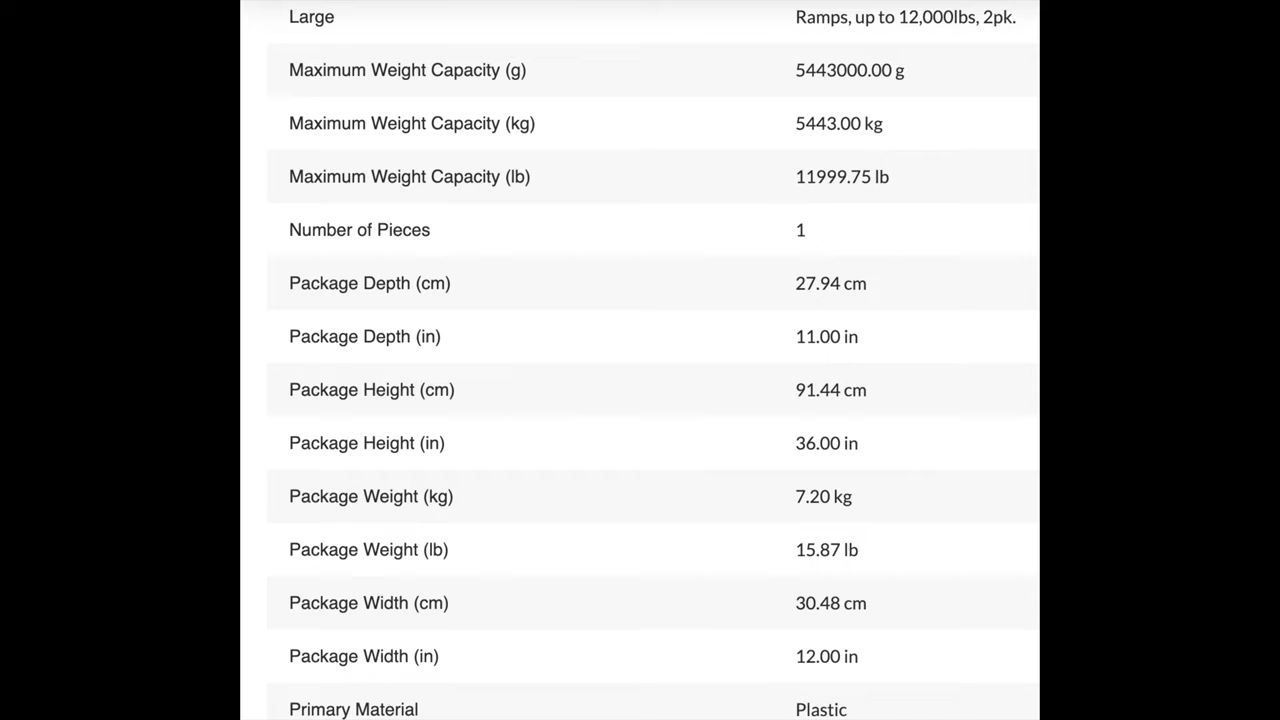 Large Ramps, up to 12,000lbs, 2pk.
Maximum Weight Capacity (g) 5443000.00 g
Maximum Weight Capacity (kg) 5443.00 kg
Maximum Weight Capacity (lb) 11999.75 lb
Number of Pieces 1
Package Depth (cm) 27.94 cm
Package Depth (in) 11.00 in
Package Height (cm) 91.44 cm
Package Height (in) 36.00 in
Package Weight (kg) 7.20 kg
Package Weight (lb) 15.87 lb
Package Width (cm) 30.48 cm
Package Width (in) 12.00 in
Primary Material Plastic